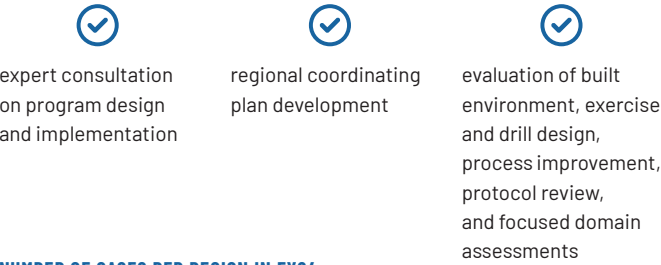 expert consultation
on program design
and implementation
regional coordinating
plan development
evaluation of built
environment, exercise
and drill design,
process improvement,
protocol review,
and focused domain
assessments